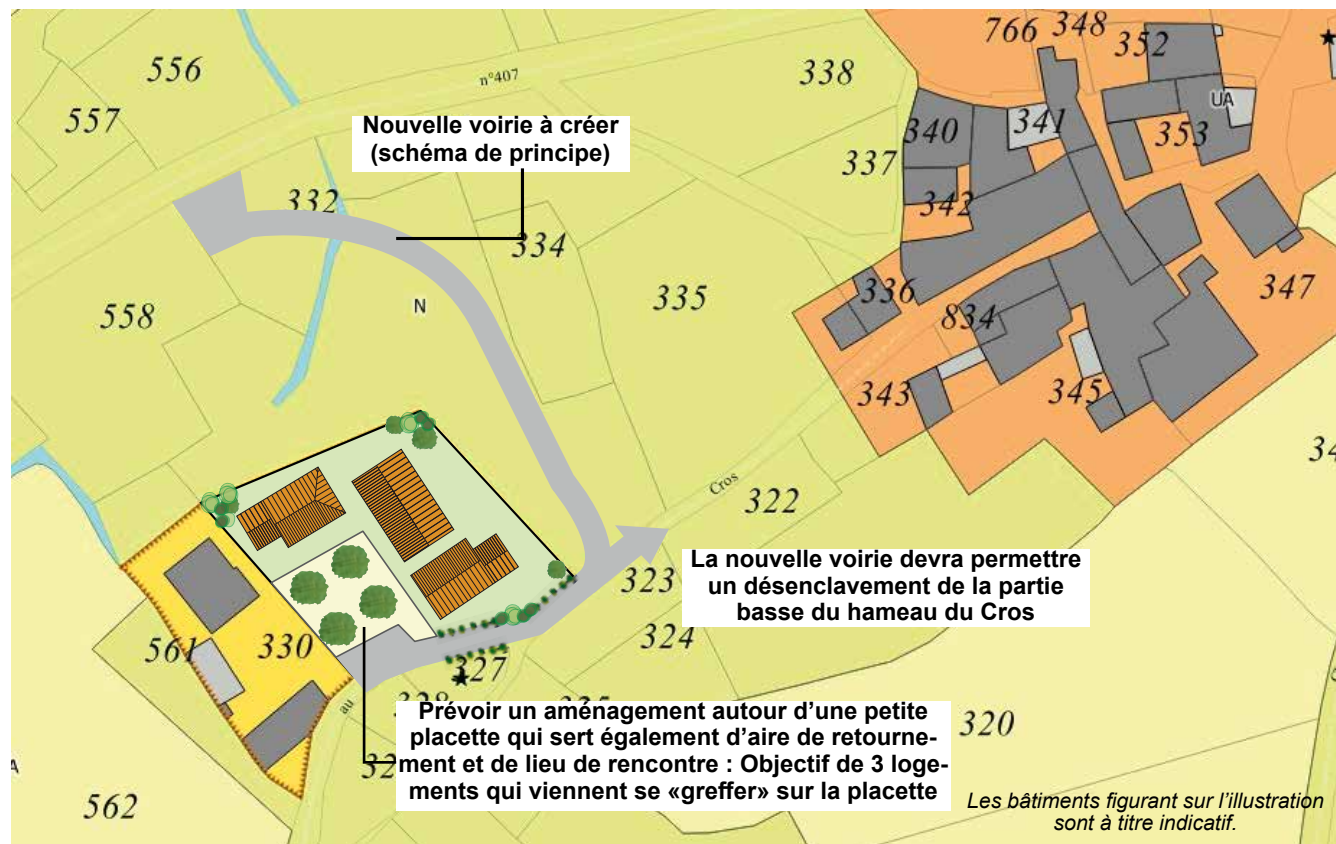 556
557
n°407
338
766
348
352
UA
340
341
353
337
342
Nouvelle voirie à créer
(schéma de principe)
332
334
335
336
347
558
N
834
343
345
Cros
322
323
La nouvelle voirie devra permettre
un désenclavement de la partie
basse du hameau du Cros
324
561
330
327
au
320
Prévoir un aménagement autour d'une petite
placette qui sert également d'aire de retourne-
ment et de lieu de rencontre : Objectif de 3 loge-
ments qui viennent se «greffer» sur la placette
562
Les bâtiments figurant sur l'illustration
sont à titre indicatif.